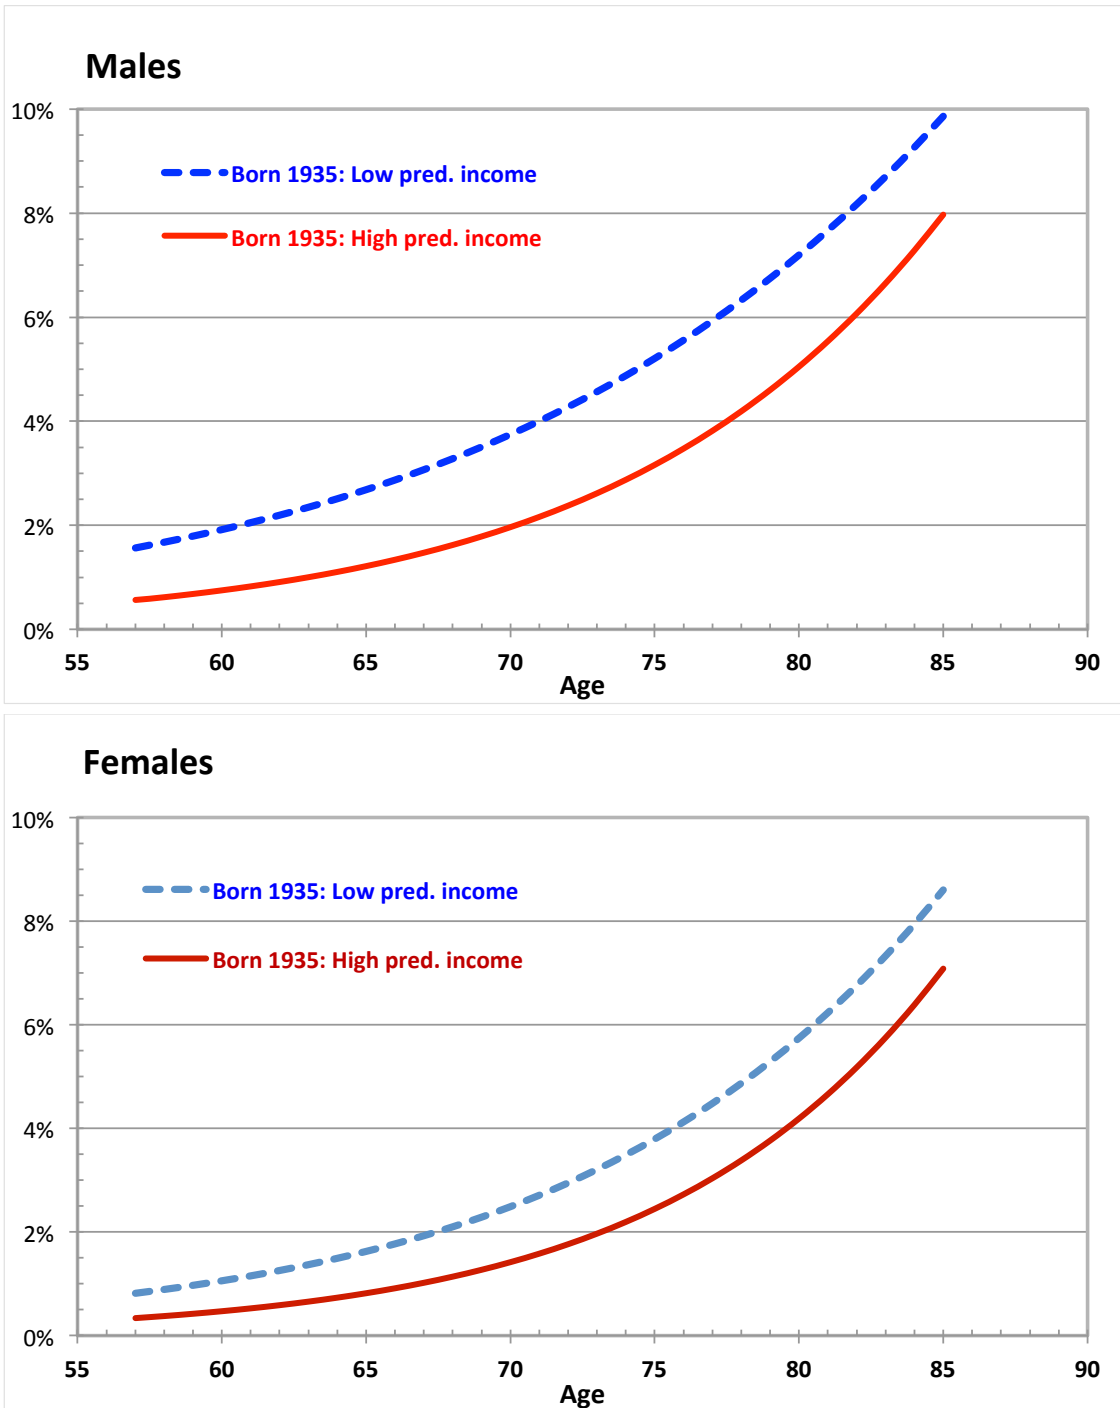 Males
10%
8%
6%
4%
2%
0%
Born 1935: Low pred. income
Born 1935: High pred. income
55 60 65 70 75 80 85 90
Age
Females
10%
8%
6%
4%
2%
0%
Born 1935: Low pred. income
Born 1935: High pred. income
55 60 65 70 75 80 85 90
Age